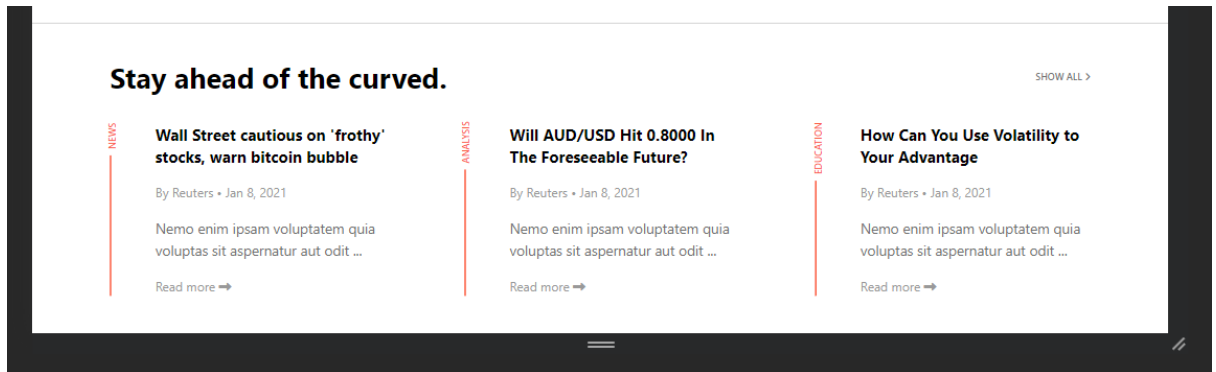 Stay ahead of the curved.
SHOW ALL >
NEWS
Wall Street cautious on 'frothy'
stocks, warn bitcoin bubble
By Reuters • Jan 8, 2021
Nemo enim ipsam voluptatem quia
voluptas sit aspernatur aut odit ...
Read more ➞
ANALYSIS
Will AUD/USD Hit 0.8000 In
The Foreseeable Future?
By Reuters • Jan 8, 2021
Nemo enim ipsam voluptatem quia
voluptas sit aspernatur aut odit ...
Read more ➞
EDUCATION
How Can You Use Volatility to
Your Advantage
By Reuters • Jan 8, 2021
Nemo enim ipsam voluptatem quia
voluptas sit aspernatur aut odit ...
Read more ➞